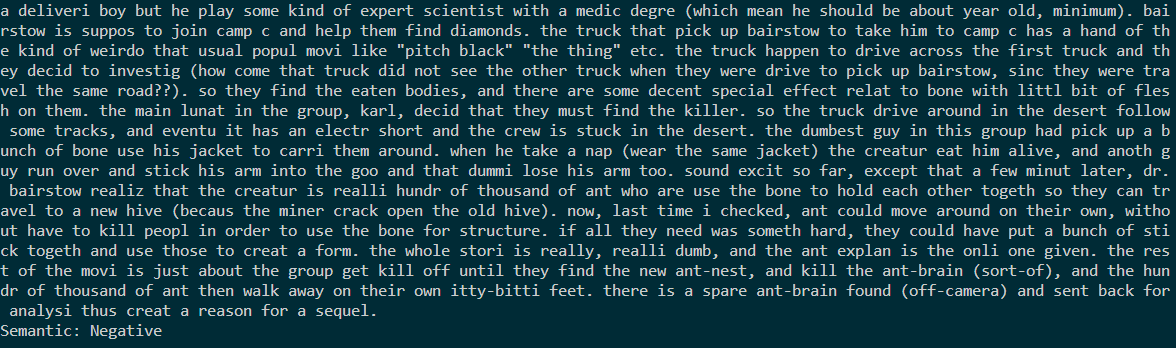 a deliveri boy but he play some kind of expert scientist with a medic degre (which mean he should be about year old, minimum). bai
rstow is suppos to join camp c and help them find diamonds. the truck that pick up bairstow to take him to camp c has a hand of th
e kind of weirdo that usual popul movi like "pitch black" "the thing" etc. the truck happen to drive across the first truck and th
ey decid to investig (how come that truck did not see the other truck when they were drive to pick up bairstow, sinc they were tra
vel the same road??). so they find the eaten bodies, and there are some decent special effect relat to bone with littl bit of fles
h on them. the main lunat in the group, karl, decid that they must find the killer. so the truck drive around in the desert follow
 some tracks, and eventu it has an electr short and the crew is stuck in the desert. the dumbest guy in this group had pick up a b
unch of bone use his jacket to carri them around. when he take a nap (wear the same jacket) the creatur eat him alive, and anoth g
uy run over and stick his arm into the goo and that dummi lose his arm too. sound excit so far, except that a few minut later, dr.
 bairstow realiz that the creatur is realli hundr of thousand of ant who are use the bone to hold each other togeth so they can tr
avel to a new hive (becaus the miner crack open the old hive). now, last time i checked, ant could move around on their own, witho
ut have to kill peopl in order to use the bone for structure. if all they need was someth hard, they could have put a bunch of sti
ck togeth and use those to creat a form. the whole stori is really, realli dumb, and the ant explan is the onli one given. the res
t of the movi is just about the group get kill off until they find the new ant-nest, and kill the ant-brain (sort-of), and the hun
dr of thousand of ant then walk away on their own itty-bitti feet. there is a spare ant-brain found (off-camera) and sent back for
 analysi thus creat a reason for a sequel.
Semantic: Negative